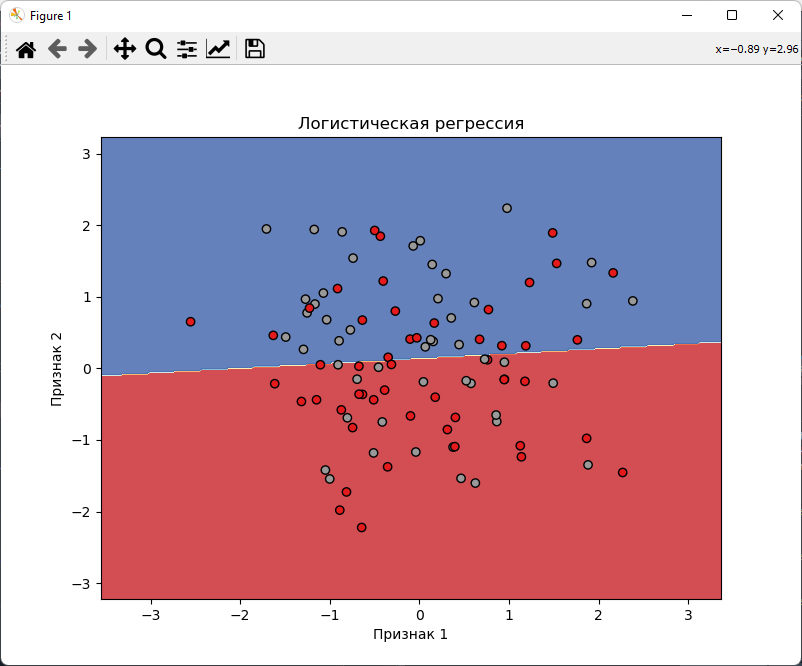 Figure 1
x=−0.89 y=2.96
Логистическая регрессия
3
2
1
0
−1
−2
−3
Признак 2
−3
−2
−1
0
1
2
3
Признак 1